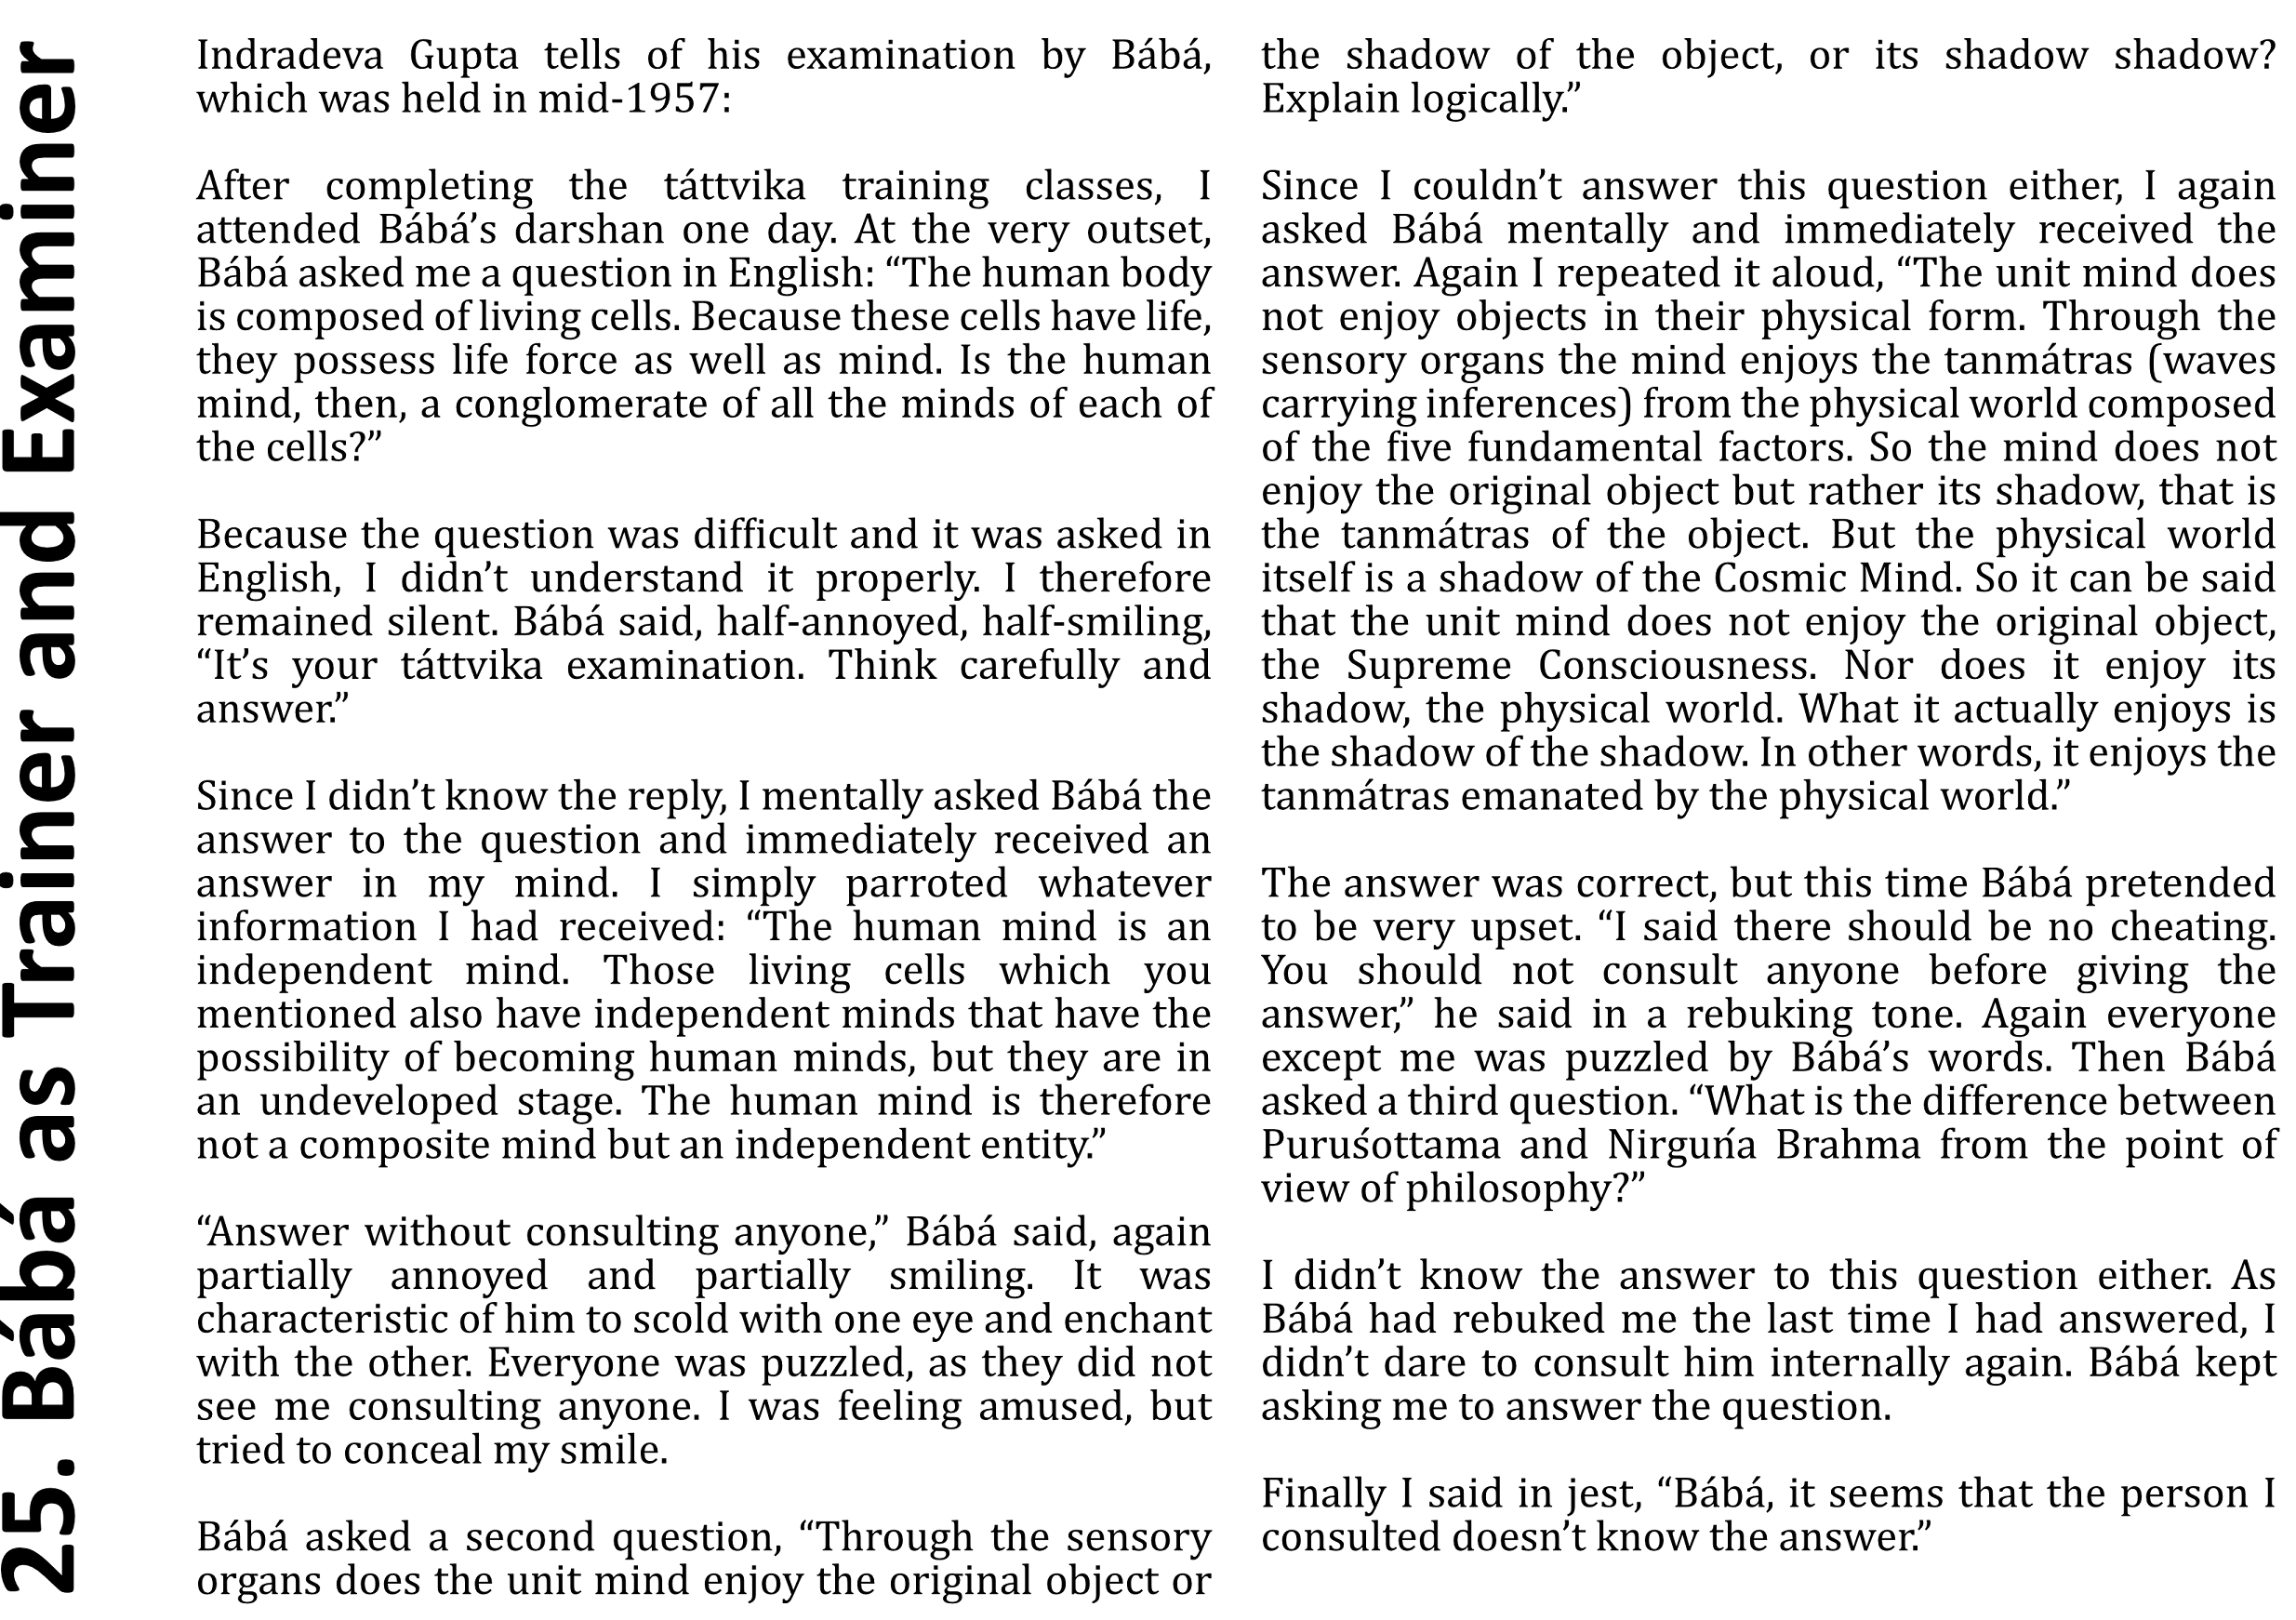 25. Bábá as Trainer and Examiner
Indradeva Gupta tells of his examination by Bábá,
which was held in mid-1957:
After completing the táttvika training classes, I
attended Bábá’s darshan one day. At the very outset,
Bábá asked me a question in English: “The human body
is composed of living cells. Because these cells have life,
they possess life force as well as mind. Is the human
mind, then, a conglomerate of all the minds of each of
the cells?”
Because the question was difficult and it was asked in
English, I didn’t understand it properly. I therefore
remained silent. Bábá said, half-annoyed, half-smiling,
“It’s your táttvika examination. Think carefully and
answer.”
Since I didn’t know the reply, I mentally asked Bábá the
answer to the question and immediately received an
answer in my mind. I simply parroted whatever
information I had received: “The human mind is an
independent mind. Those living cells which you
mentioned also have independent minds that have the
possibility of becoming human minds, but they are in
an undeveloped stage. The human mind is therefore
not a composite mind but an independent entity.”
“Answer without consulting anyone,” Bábá said, again
partially annoyed and partially smiling. It was
characteristic of him to scold with one eye and enchant
with the other. Everyone was puzzled, as they did not
see me consulting anyone. I was feeling amused, but
tried to conceal my smile.
Bábá asked a second question, “Through the sensory
organs does the unit mind enjoy the original object or
the shadow of the object, or its shadow shadow?
Explain logically.”
Since I couldn’t answer this question either, I again
asked Bábá mentally and immediately received the
answer. Again I repeated it aloud, “The unit mind does
not enjoy objects in their physical form. Through the
sensory organs the mind enjoys the tanmátras (waves
carrying inferences) from the physical world composed
of the five fundamental factors. So the mind does not
enjoy the original object but rather its shadow, that is
the tanmátras of the object. But the physical world
itself is a shadow of the Cosmic Mind. So it can be said
that the unit mind does not enjoy the original object,
the Supreme Consciousness. Nor does it enjoy its
shadow, the physical world. What it actually enjoys is
the shadow of the shadow. In other words, it enjoys the
tanmátras emanated by the physical world.”
The answer was correct, but this time Bábá pretended
to be very upset. “I said there should be no cheating.
You should not consult anyone before giving the
answer,” he said in a rebuking tone. Again everyone
except me was puzzled by Bábá’s words. Then Bábá
asked a third question. “What is the difference between
Puruśottama and Nirguńa Brahma from the point of
view of philosophy?”
I didn’t know the answer to this question either. As
Bábá had rebuked me the last time I had answered, I
didn’t dare to consult him internally again. Bábá kept
asking me to answer the question.
Finally I said in jest, “Bábá, it seems that the person I
consulted doesn’t know the answer.”